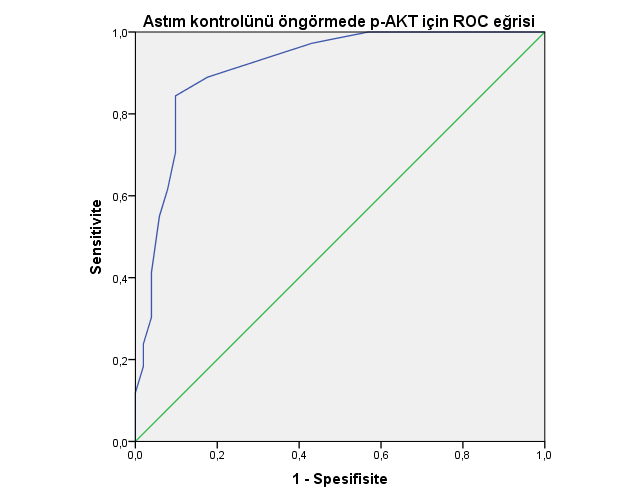 Astım kontrolünü öngörmede p-AKT için ROC eğrisi
1,0
0,8
0,6
0,4
0,2
0,0
Sensitivite
0,0 0,2 0,4 0,6 0,8 1,0
1 - Spesifisite